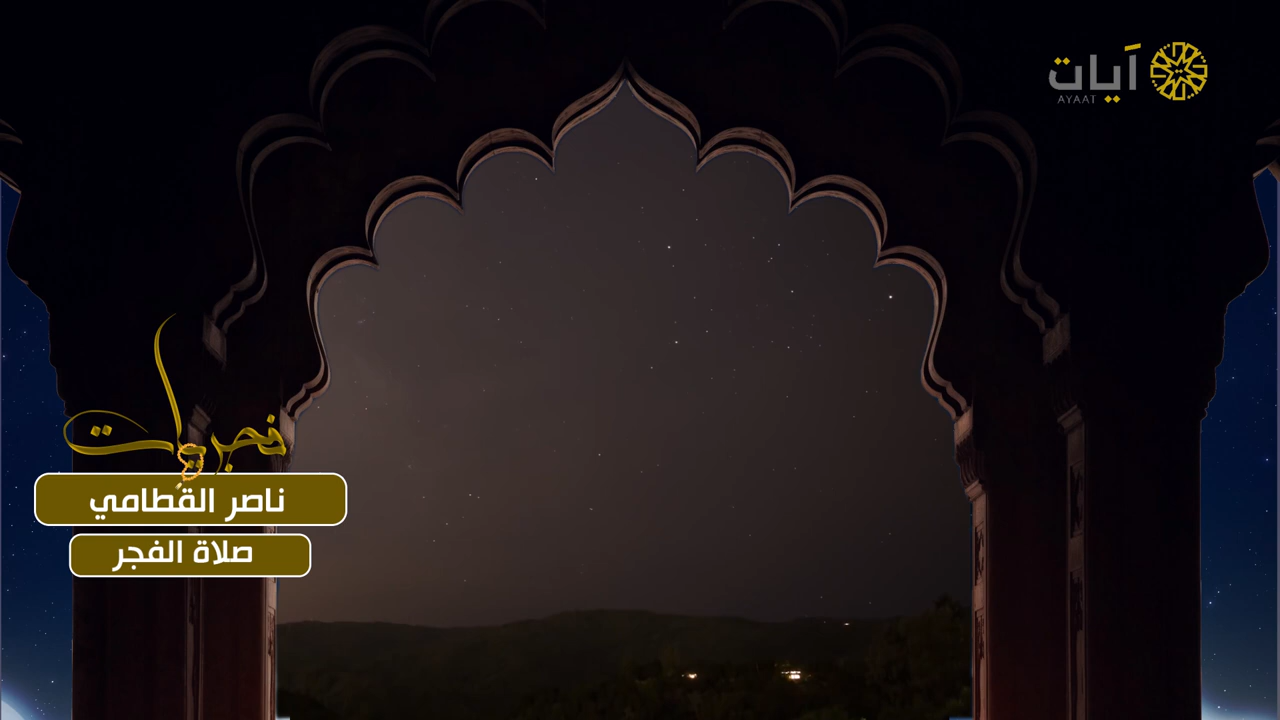 آيات
AYAAT
فجريات
ناصر القطامي
صلاة الفجر